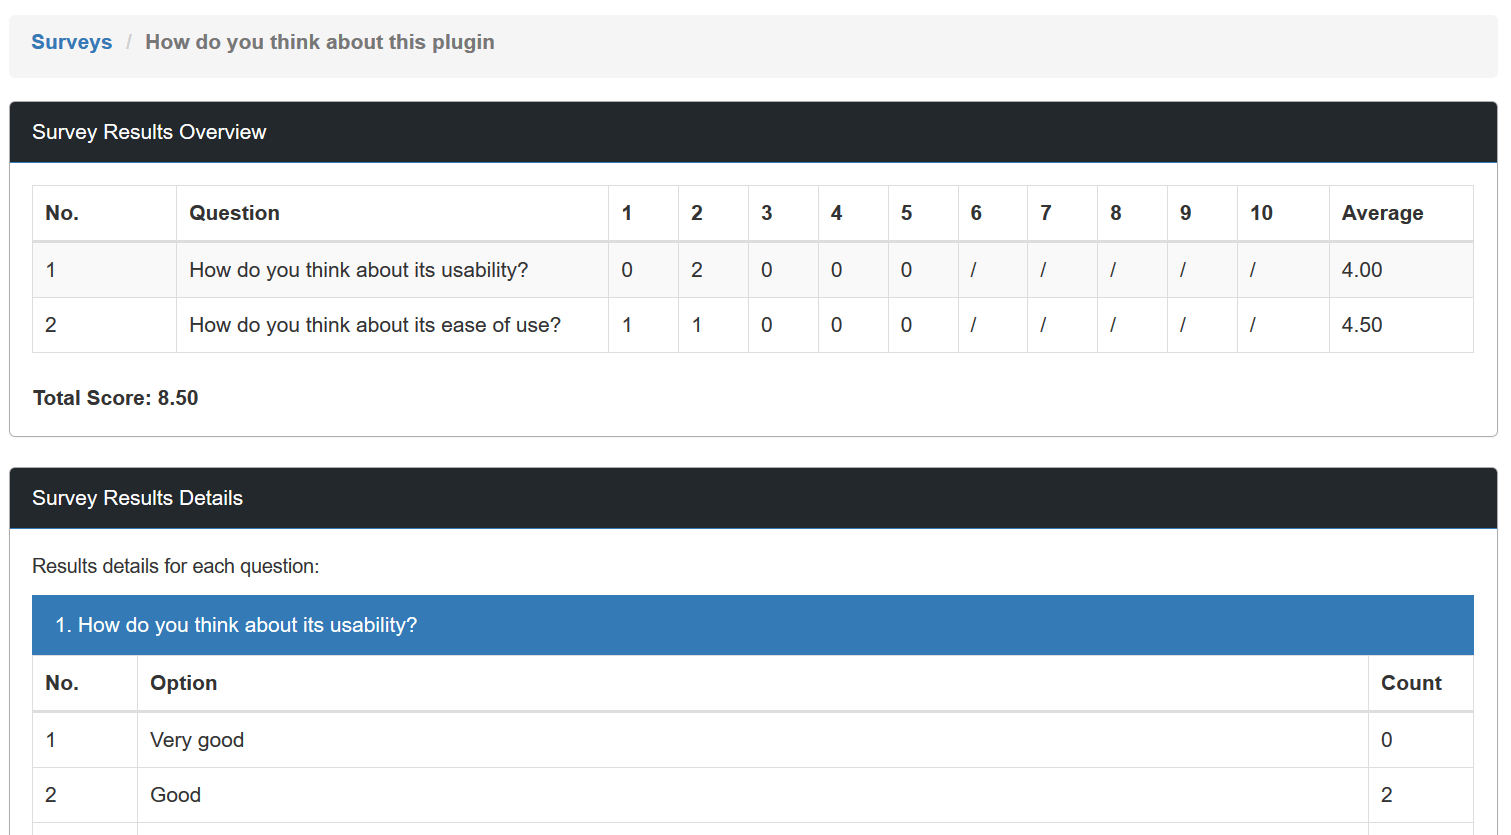 Surveys / How do you think about this plugin
Survey Results Overview
No. Question 1 2 3 4 5 6 7 8 9 10 Average
1 How do you think about its usability? 0 2 0 0 0 / / / / / 4.00
2 How do you think about its ease of use? 1 1 0 0 0 / / / / / 4.50
Total Score: 8.50
Survey Results Details
Results details for each question:
1. How do you think about its usability?
No. Option Count
1 Very good 0
2 Good 2